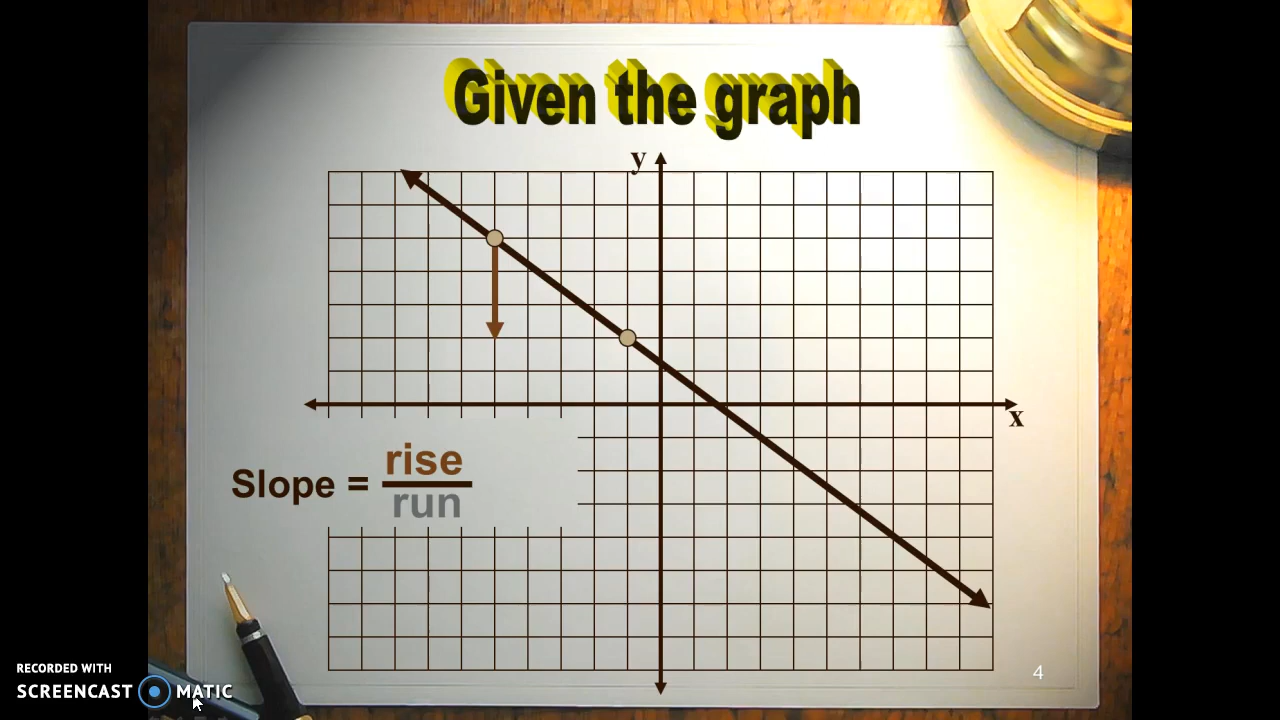 Given the graph
y
x
rise
Slope =
run
4
RECORDED WITH
SCREENCAST MATIC